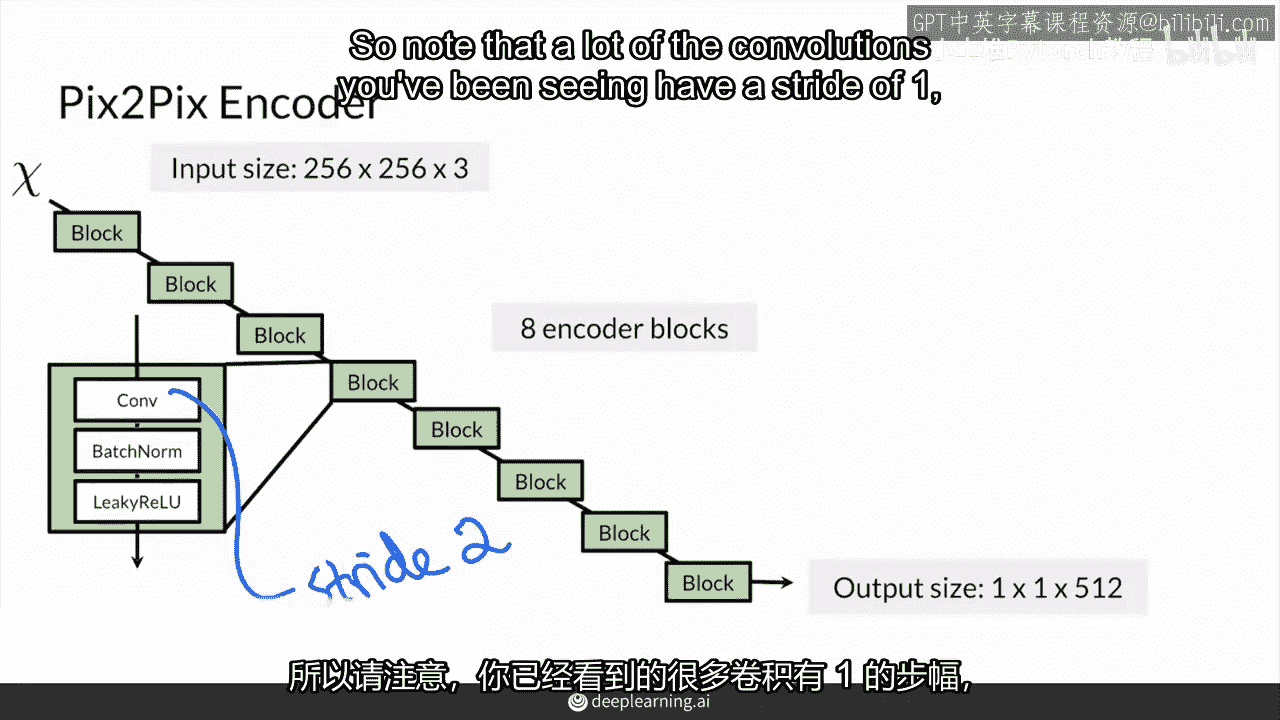 GPT中英字幕课程资源@bilibili.com
So note that a lot of the convolutions
you've been seeing have a stride of 1,
Pix2Pix Encoder
χ
Input size: 256 x 256 x 3
Block
Block
Block
8 encoder blocks
Block
Conv
Block
BatchNorm
Block
LeakyReLU
Block
stride 2
Block
Output size: 1 x 1 x 512
所以请注意，你已经看到的很多卷积有 1 的步幅，
deeplearning.ai